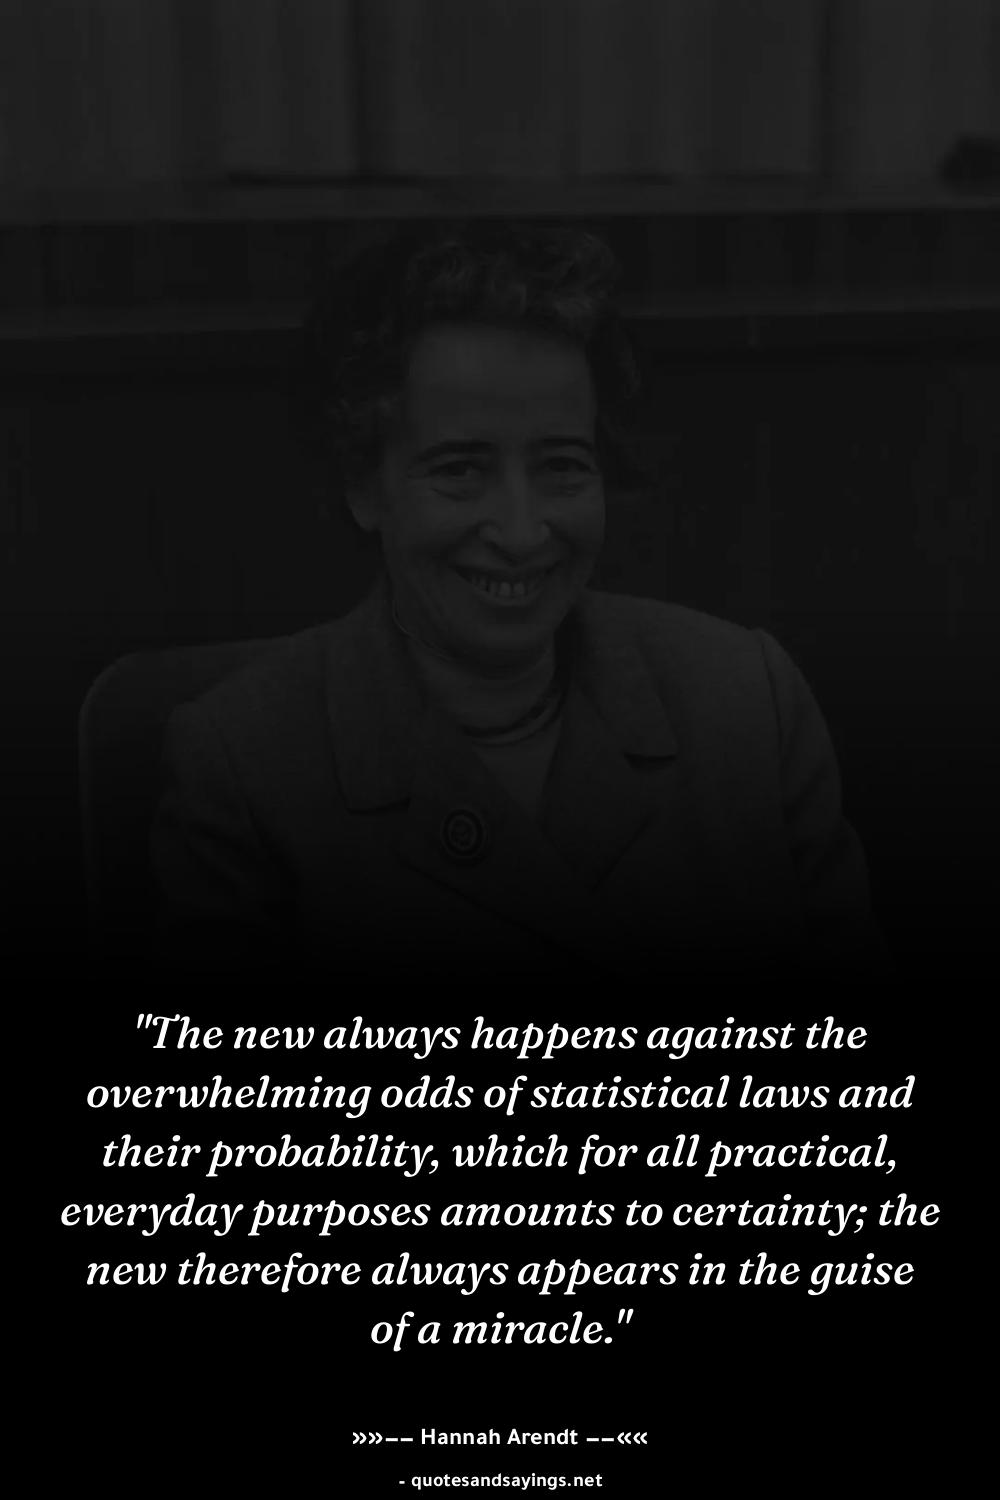 "The new always happens against the
overwhelming odds of statistical laws and
their probability, which for all practical,
everyday purposes amounts to certainty; the
new therefore always appears in the guise
of a miracle."
»»−− Hannah Arendt −−««
- quotesandsayings.net